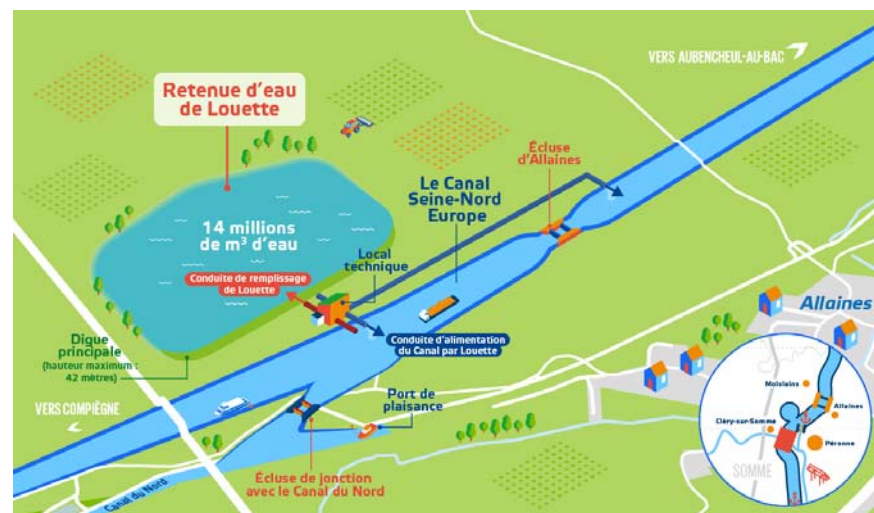 VERS AUBENCHEUL-AU-BAC
Retenue d'eau
de Louette
Écluse
d'Allaines
Le Canal
Seine-Nord
Europe
14 millions
de m³ d'eau
Local
technique
Conduite de remplissage
de Louette
Allaines
Conduite d'alimentation
du Canal par Louette
Digue
principale
(hauteur maximum :
42 mètres)
Port de
plaisance
VERS COMPIÈGNE
Moislains
Allaines
Cléry-sur-Somme
Péronne
SOMME
Écluse de jonction
avec le Canal du Nord
Canal du Nord